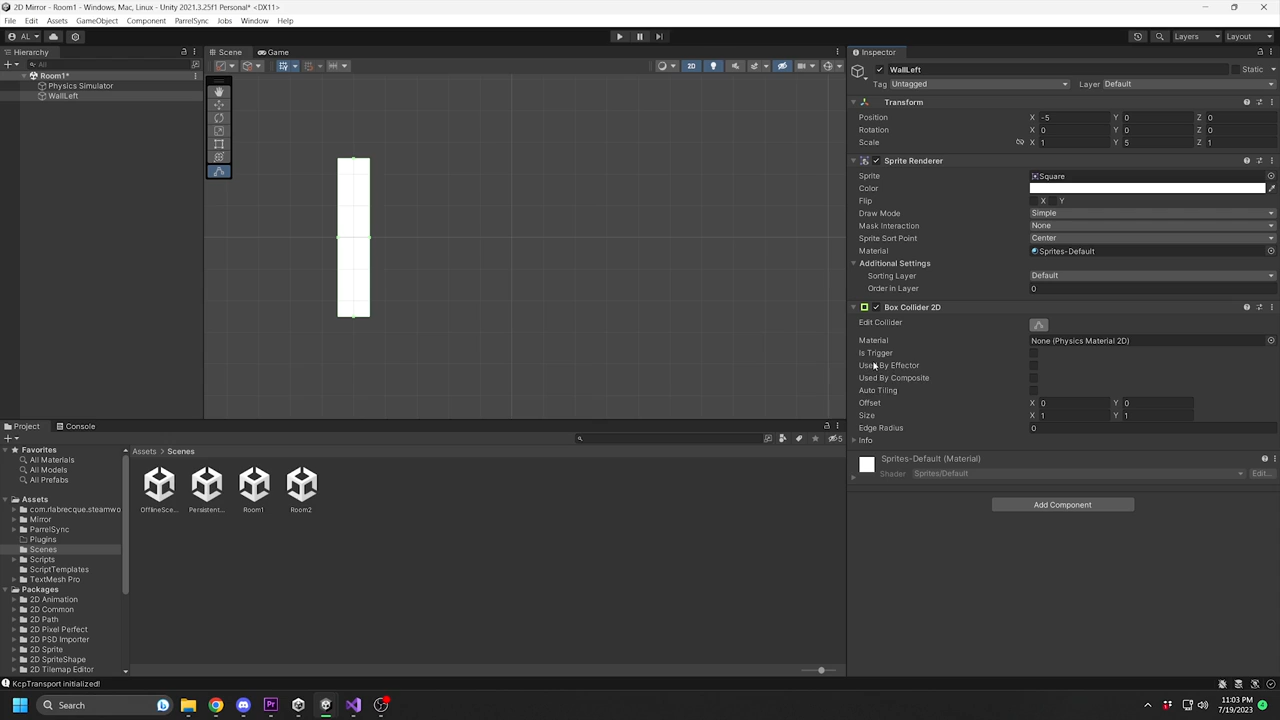 2D Mirror - Room1 - Windows, Mac, Linux - Unity 2021.3.25f1 Personal* <DX11>
File Edit Assets GameObject Component ParrelSync Jobs Window Help
AL Layers Layout
Hierarchy
All
Room1*
Physics Simulator
WallLeft
Scene Game
2D
Inspector
WallLeft Static
Tag Untagged Layer Default
Transform
Position X -5 Y 0 Z 0
Rotation X 0 Y 0 Z 0
Scale X 1 Y 5 Z 1
Sprite Renderer
Sprite Square
Color
Flip X Y
Draw Mode Simple
Mask Interaction None
Sprite Sort Point Center
Material Sprites-Default
Additional Settings
Sorting Layer Default
Order in Layer 0
Box Collider 2D
Edit Collider
Material None (Physics Material 2D)
Is Trigger
Used By Effector
Used By Composite
Auto Tiling
Offset X 0 Y 0
Size X 1 Y 1
Edge Radius 0
Info
Sprites-Default (Material)
Shader Sprites/Default Edit...
Add Component
Project Console
5
Favorites
All Materials
All Models
All Prefabs
Assets
com.rlabrecque.steamwo
Mirror
ParrelSync
Plugins
Scenes
Scripts
ScriptTemplates
TextMesh Pro
Packages
2D Animation
2D Common
2D Path
2D Pixel Perfect
2D PSD Importer
2D Sprite
2D SpriteShape
2D Tilemap Editor
Assets > Scenes
OfflineSce... Persistent... Room1 Room2
KcpTransport initialized!
Search
11:03 PM
7/19/2023
4